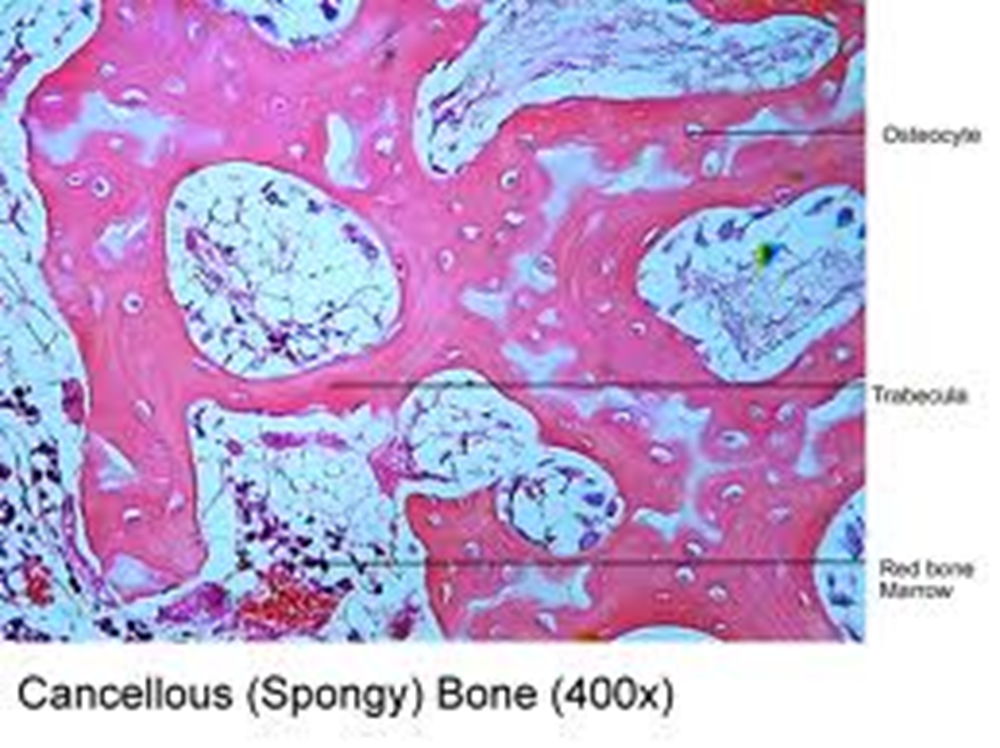 Osteocyte
Trabecula
Red bone
Marrow
Cancellous (Spongy) Bone (400x)